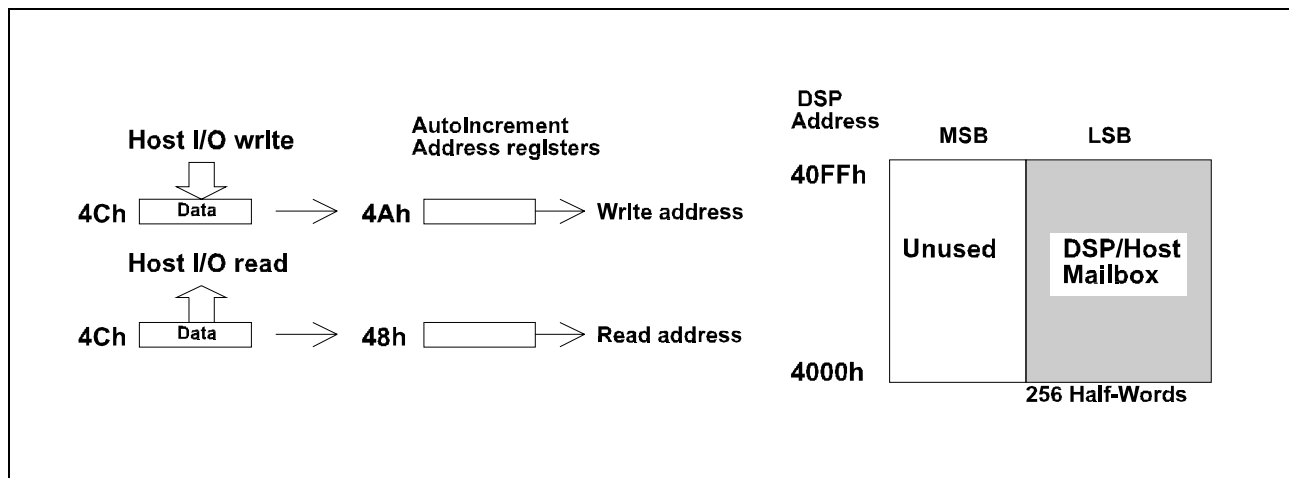 Host I/O write
AutoIncrement
Address registers
4Ch
Data
4Ah
Write address
Host I/O read
4Ch
Data
48h
Read address
DSP
Address
MSB
LSB
40FFh
Unused
DSP/Host
Mailbox
4000h
256 Half-Words